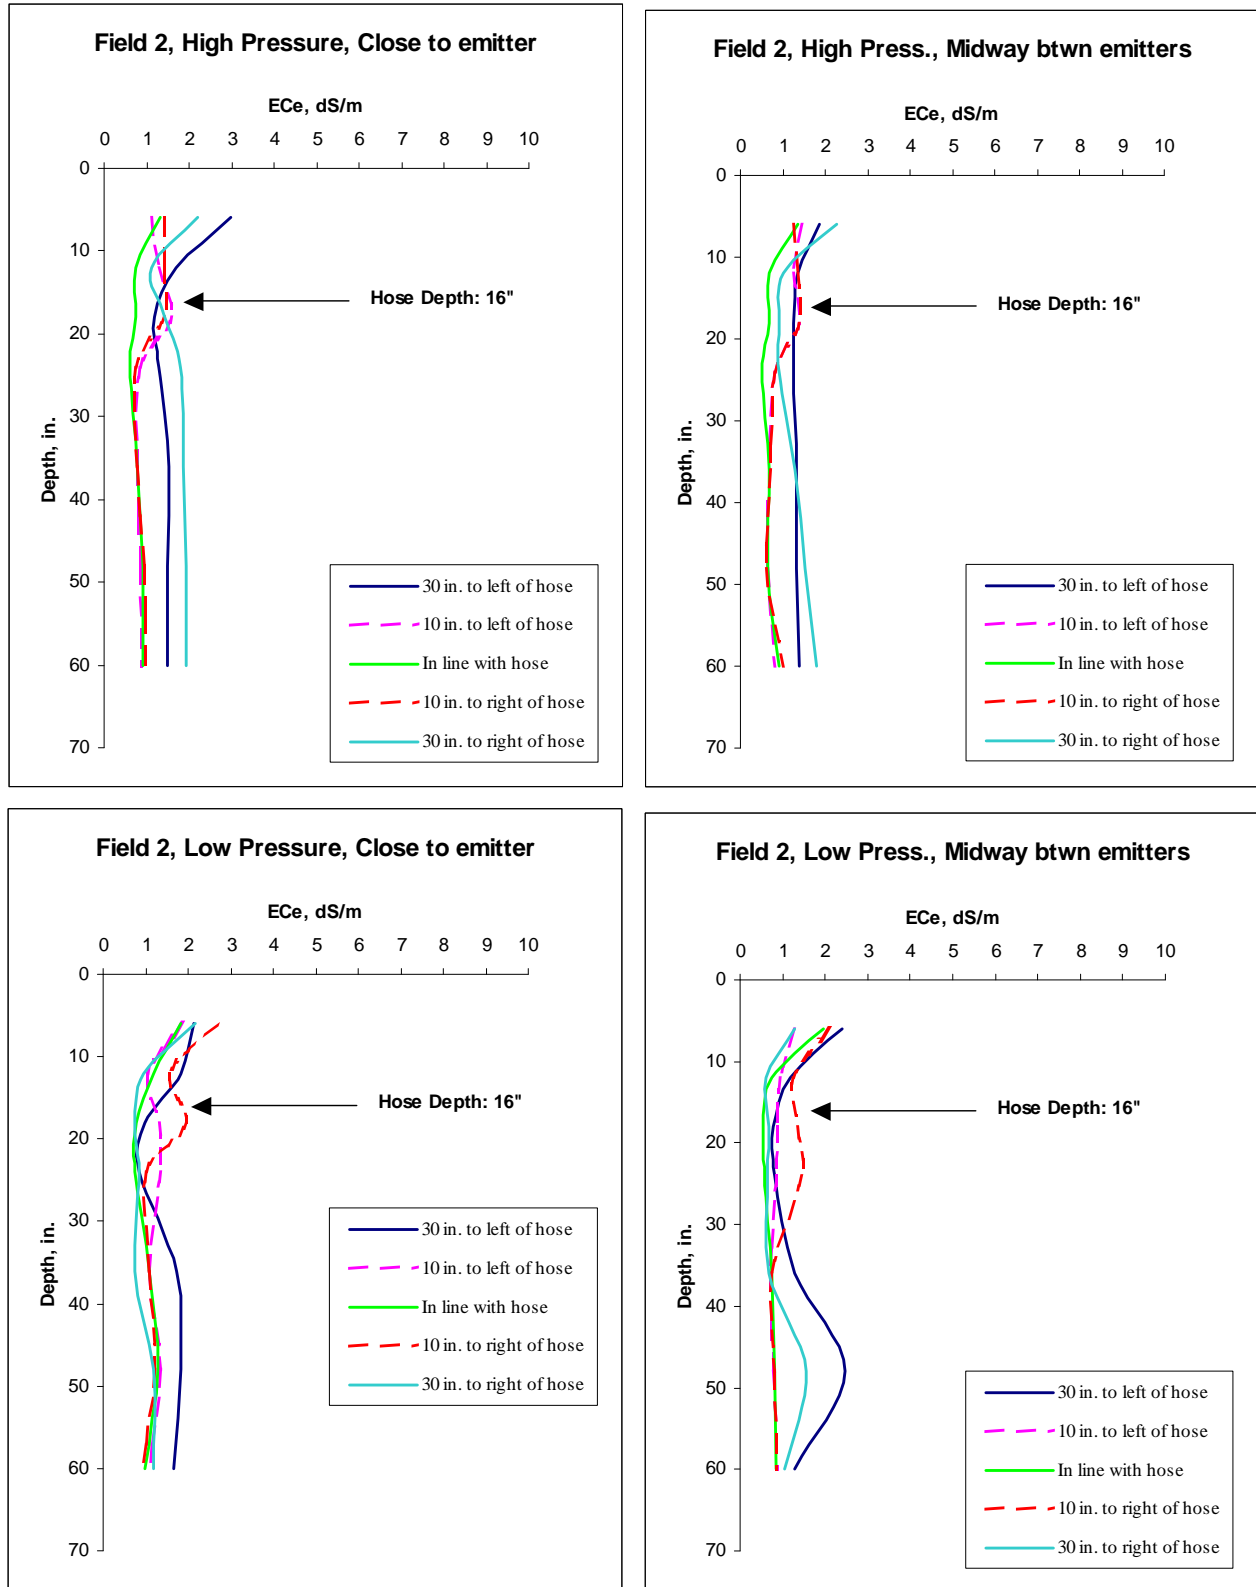 Field 2, High Pressure, Close to emitter
ECe, dS/m
0 1 2 3 4 5 6 7 8 9 10
0
10
Hose Depth: 16"
20
30
Depth, in.
40
50
60
70
30 in. to left of hose
10 in. to left of hose
In line with hose
10 in. to right of hose
30 in. to right of hose
Field 2, High Press., Midway btwn emitters
ECe, dS/m
0 1 2 3 4 5 6 7 8 9 10
0
10
Hose Depth: 16"
20
30
Depth, in.
40
50
60
70
30 in. to left of hose
10 in. to left of hose
In line with hose
10 in. to right of hose
30 in. to right of hose
Field 2, Low Pressure, Close to emitter
ECe, dS/m
0 1 2 3 4 5 6 7 8 9 10
0
10
Hose Depth: 16"
20
30
Depth, in.
40
50
60
70
30 in. to left of hose
10 in. to left of hose
In line with hose
10 in. to right of hose
30 in. to right of hose
Field 2, Low Press., Midway btwn emitters
ECe, dS/m
0 1 2 3 4 5 6 7 8 9 10
0
10
Hose Depth: 16"
20
30
Depth, in.
40
50
60
70
30 in. to left of hose
10 in. to left of hose
In line with hose
10 in. to right of hose
30 in. to right of hose